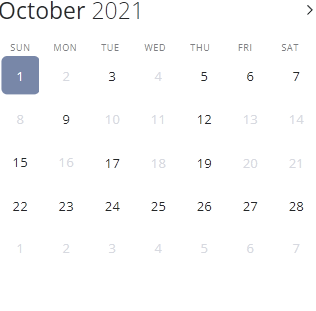 October 2021
SUN MON TUE WED THU FRI SAT
1 2 3 4 5 6 7
8 9 10 11 12 13 14
15 16 17 18 19 20 21
22 23 24 25 26 27 28
1 2 3 4 5 6 7